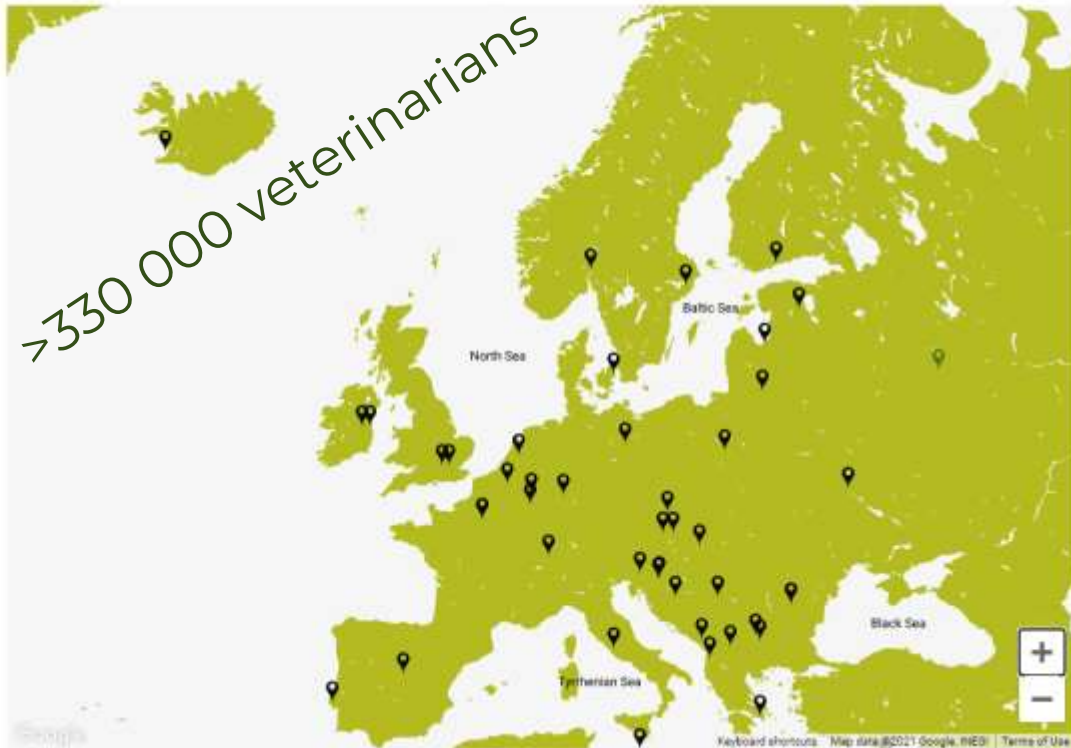 >330 000 veterinarians
Baltic Sea
North Sea
Black Sea
Tyrrhenian Sea
+
−
Google
Keyboard shortcuts Map data ©2021 Google, INEGI Terms of Use